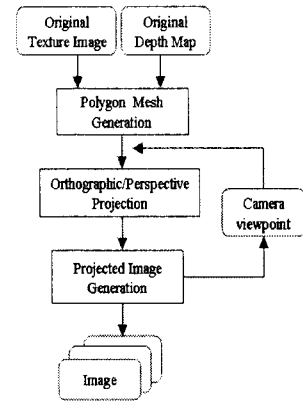 Original
Texture Image
Original
Depth Map
Polygon Mesh
Generation
Orthographic/Perspective
Projection
Camera
viewpoint
Projected Image
Generation
Image